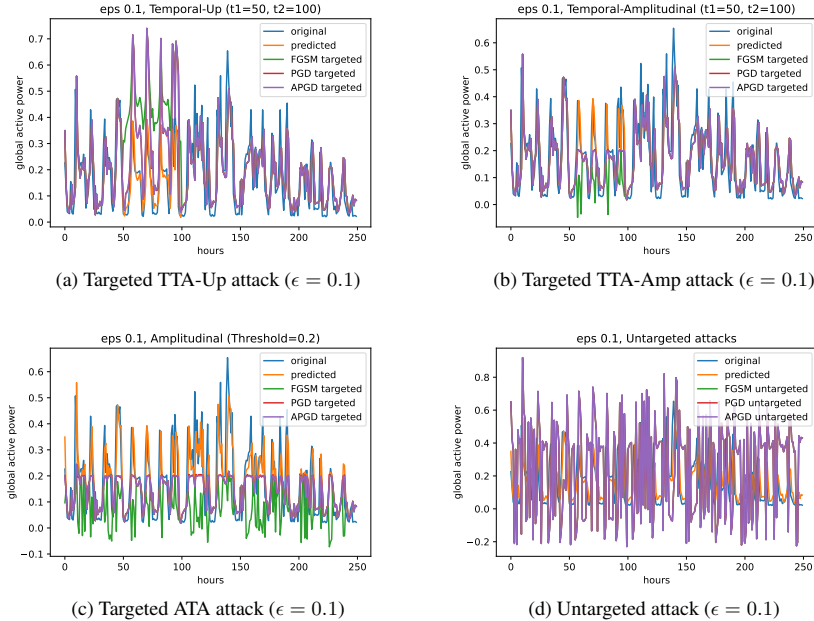 eps 0.1, Temporal-Up (t1=50, t2=100)
original
predicted
FGSM targeted
PGD targeted
APGD targeted
global active power
0.7
0.6
0.5
0.4
0.3
0.2
0.1
0.0
0 50 100 150 200 250
hours
(a) Targeted TTA-Up attack (ϵ = 0.1)
eps 0.1, Temporal-Amplitudinal (t1=50, t2=100)
original
predicted
FGSM targeted
PGD targeted
APGD targeted
global active power
0.6
0.4
0.2
0.0
0 50 100 150 200 250
hours
(b) Targeted TTA-Amp attack (ϵ = 0.1)
eps 0.1, Amplitudinal (Threshold=0.2)
original
predicted
FGSM targeted
PGD targeted
APGD targeted
global active power
0.6
0.5
0.4
0.3
0.2
0.1
0.0
−0.1
0 50 100 150 200 250
hours
(c) Targeted ATA attack (ϵ = 0.1)
eps 0.1, Untargeted attacks
original
predicted
FGSM untargeted
PGD untargeted
APGD untargeted
global active power
0.8
0.6
0.4
0.2
0.0
−0.2
0 50 100 150 200 250
hours
(d) Untargeted attack (ϵ = 0.1)